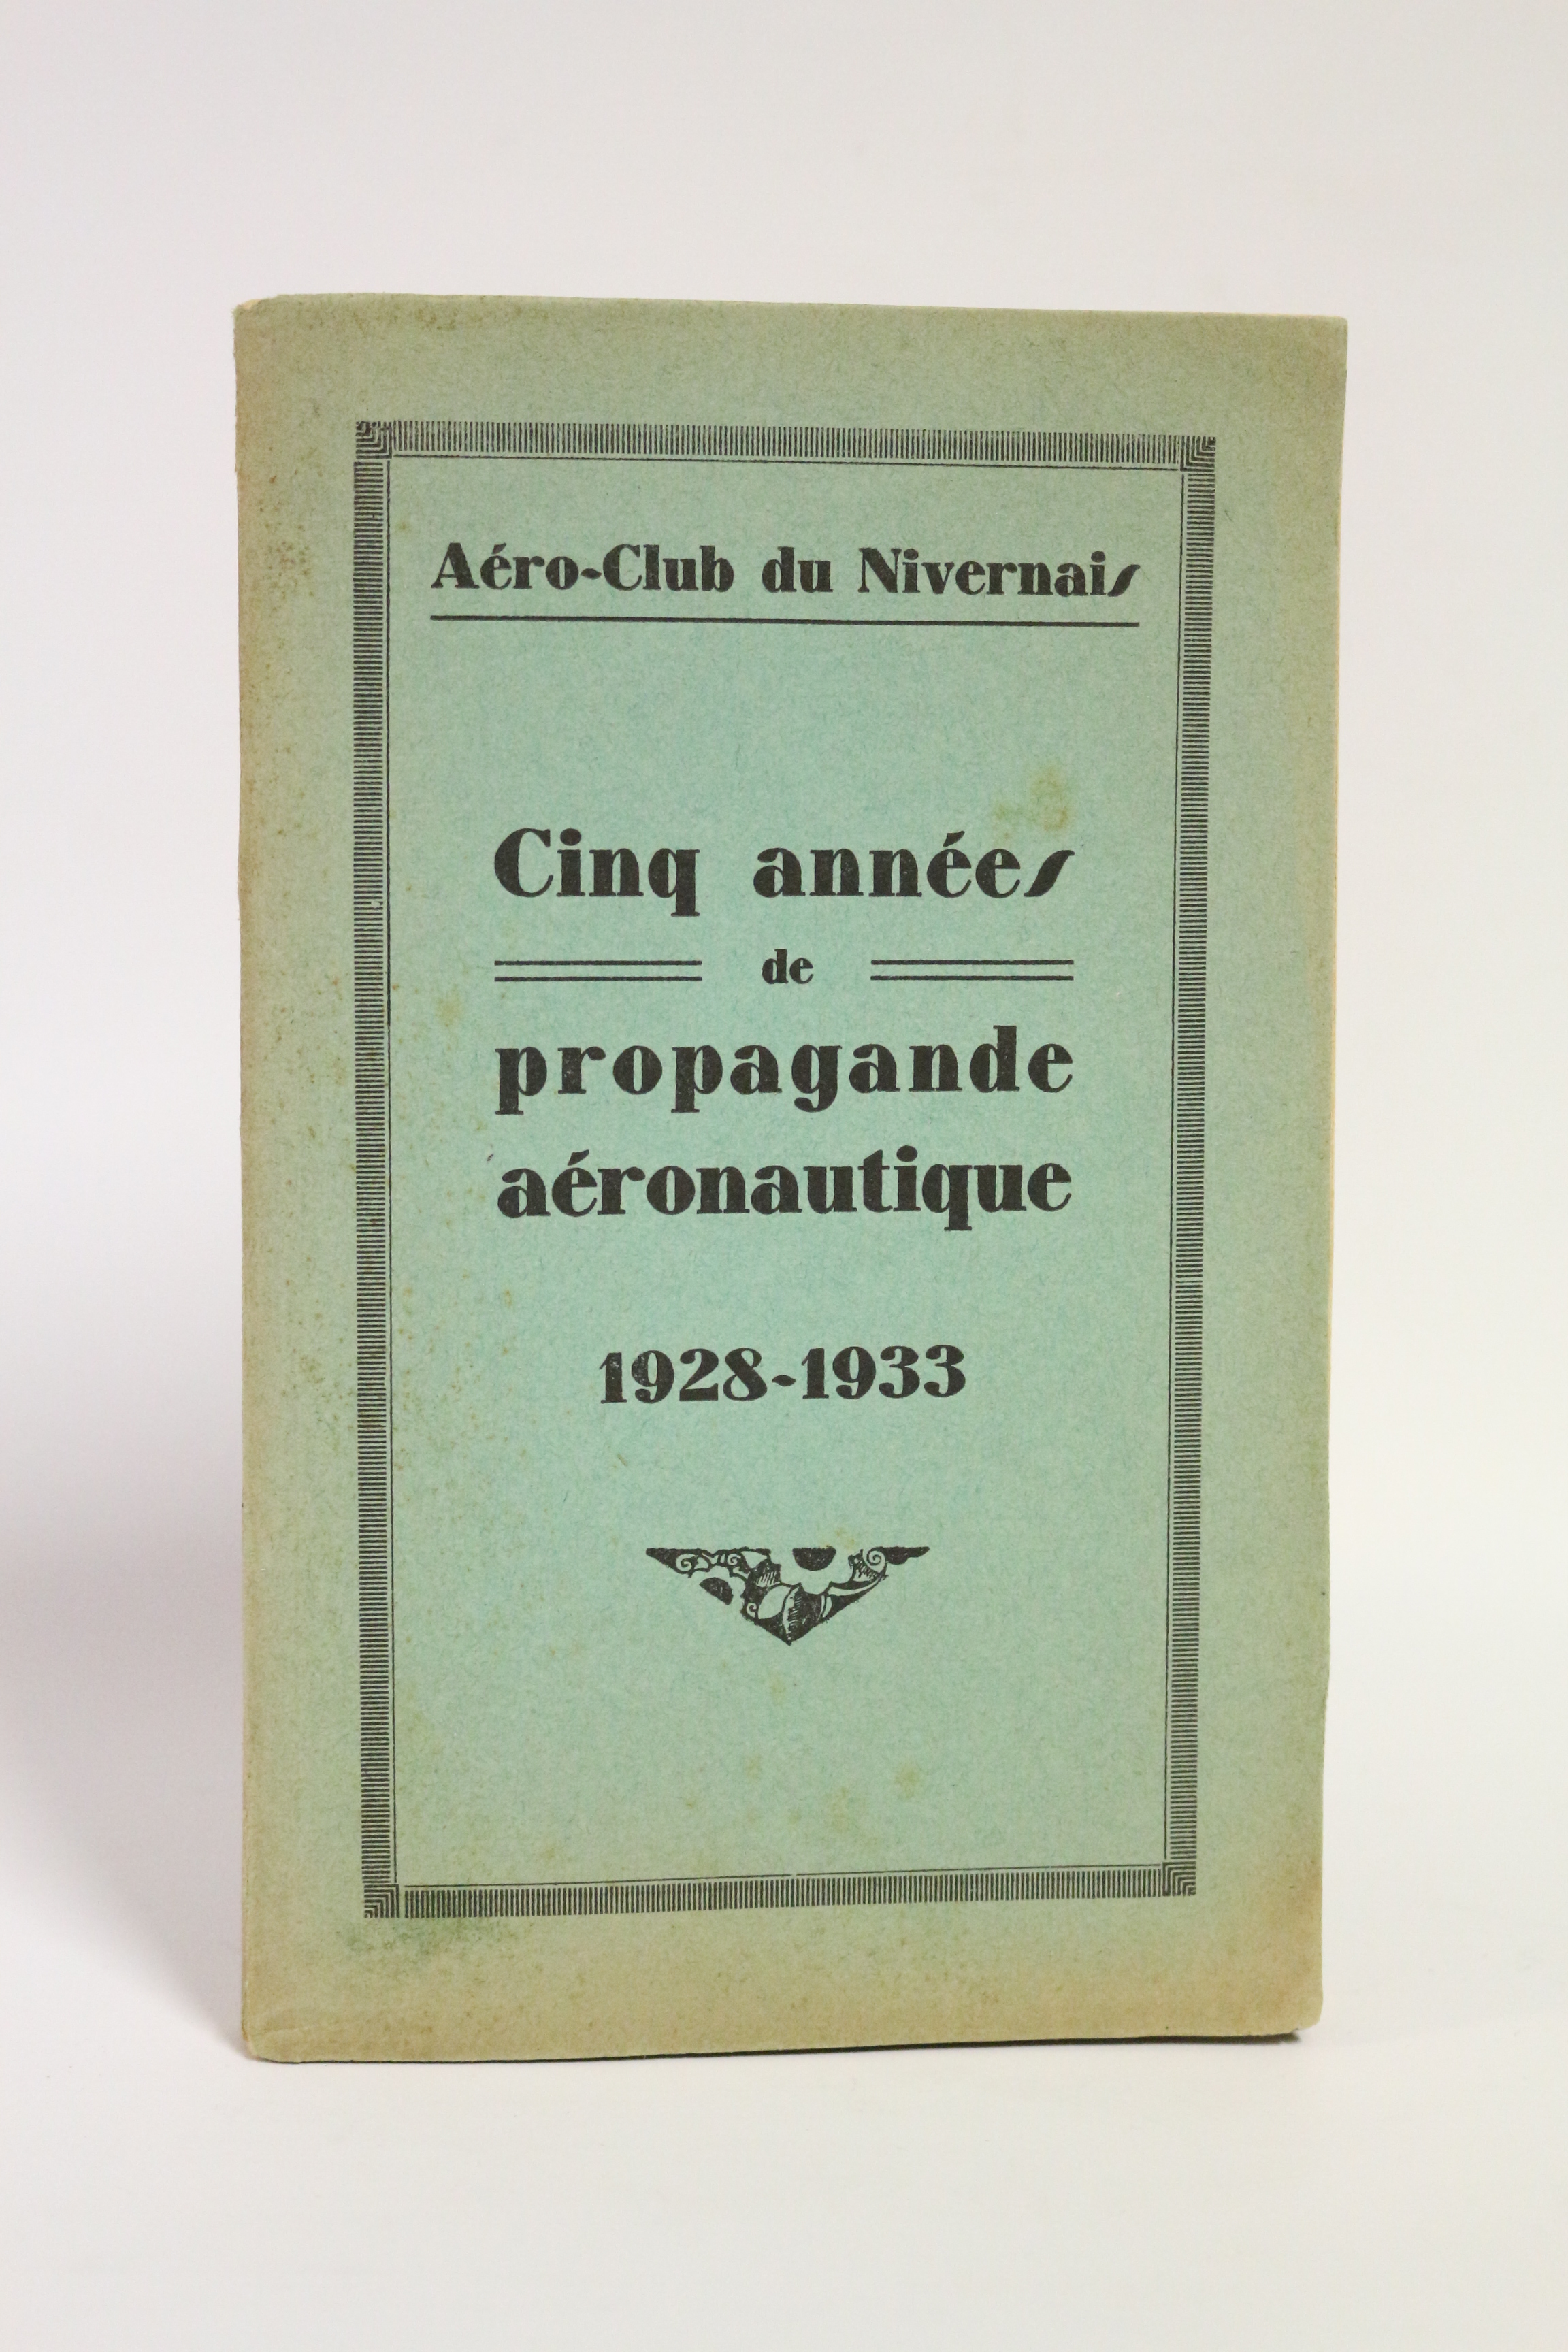 Aéro-Club du Nivernais
Cinq années
de
propagande
aéronautique
1928-1933